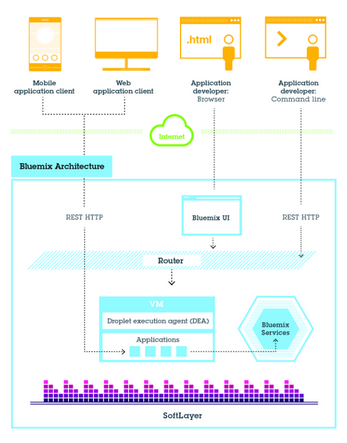 .html
Mobile
application client
Web
application client
Application
developer:
Browser
Application
developer:
Command line
Internet
Bluemix Architecture
REST HTTP
Bluemix UI
REST HTTP
Router
VM
Droplet execution agent (DEA)
Applications
Bluemix
Services
SoftLayer